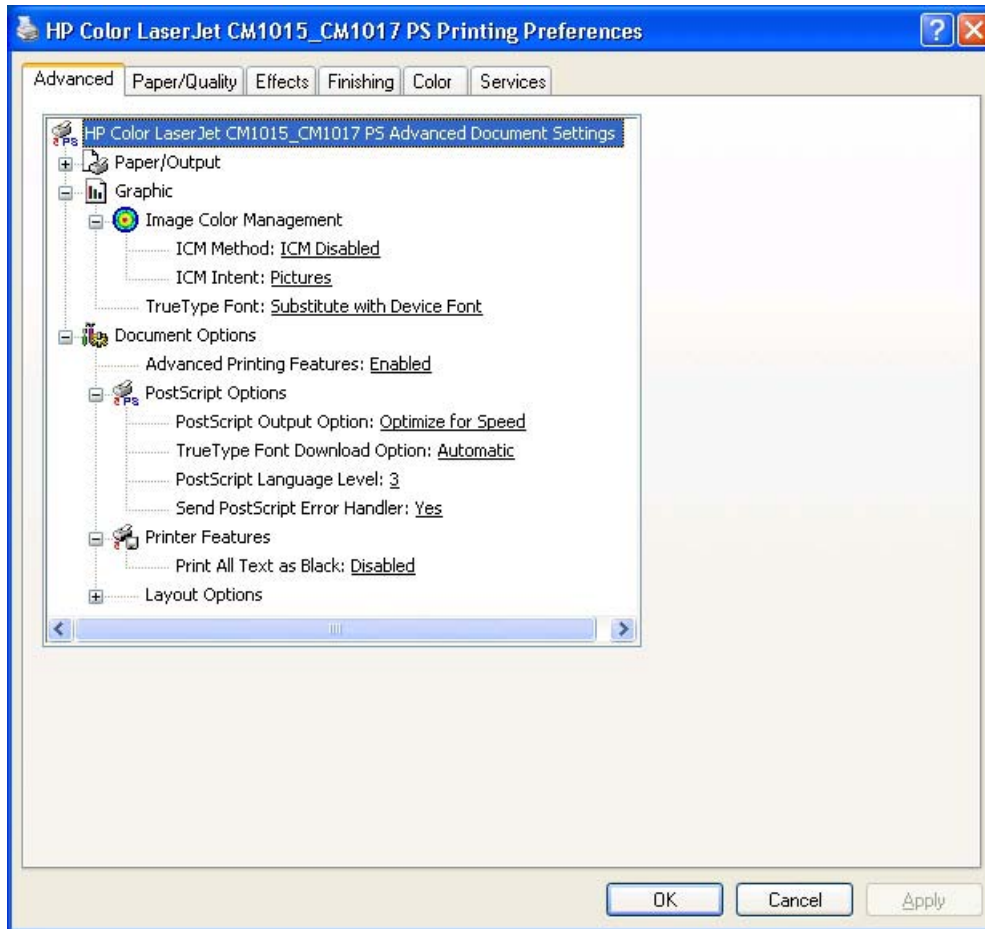 HP Color LaserJet CM1015_CM1017 PS Printing Preferences
Advanced Paper/Quality Effects Finishing Color Services
HP Color LaserJet CM1015_CM1017 PS Advanced Document Settings
Paper/Output
Graphic
Image Color Management
ICM Method: ICM Disabled
ICM Intent: Pictures
TrueType Font: Substitute with Device Font
Document Options
Advanced Printing Features: Enabled
PostScript Options
PostScript Output Option: Optimize for Speed
TrueType Font Download Option: Automatic
PostScript Language Level: 3
Send PostScript Error Handler: Yes
Printer Features
Print All Text as Black: Disabled
Layout Options
OK Cancel Apply